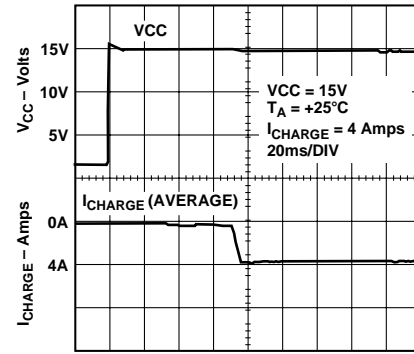 VCC
15V
10V
5V
VCC – Volts
VCC = 15V
TA = +25°C
ICHARGE = 4 Amps
20ms/DIV
ICHARGE (AVERAGE)
0A
4A
ICHARGE – Amps